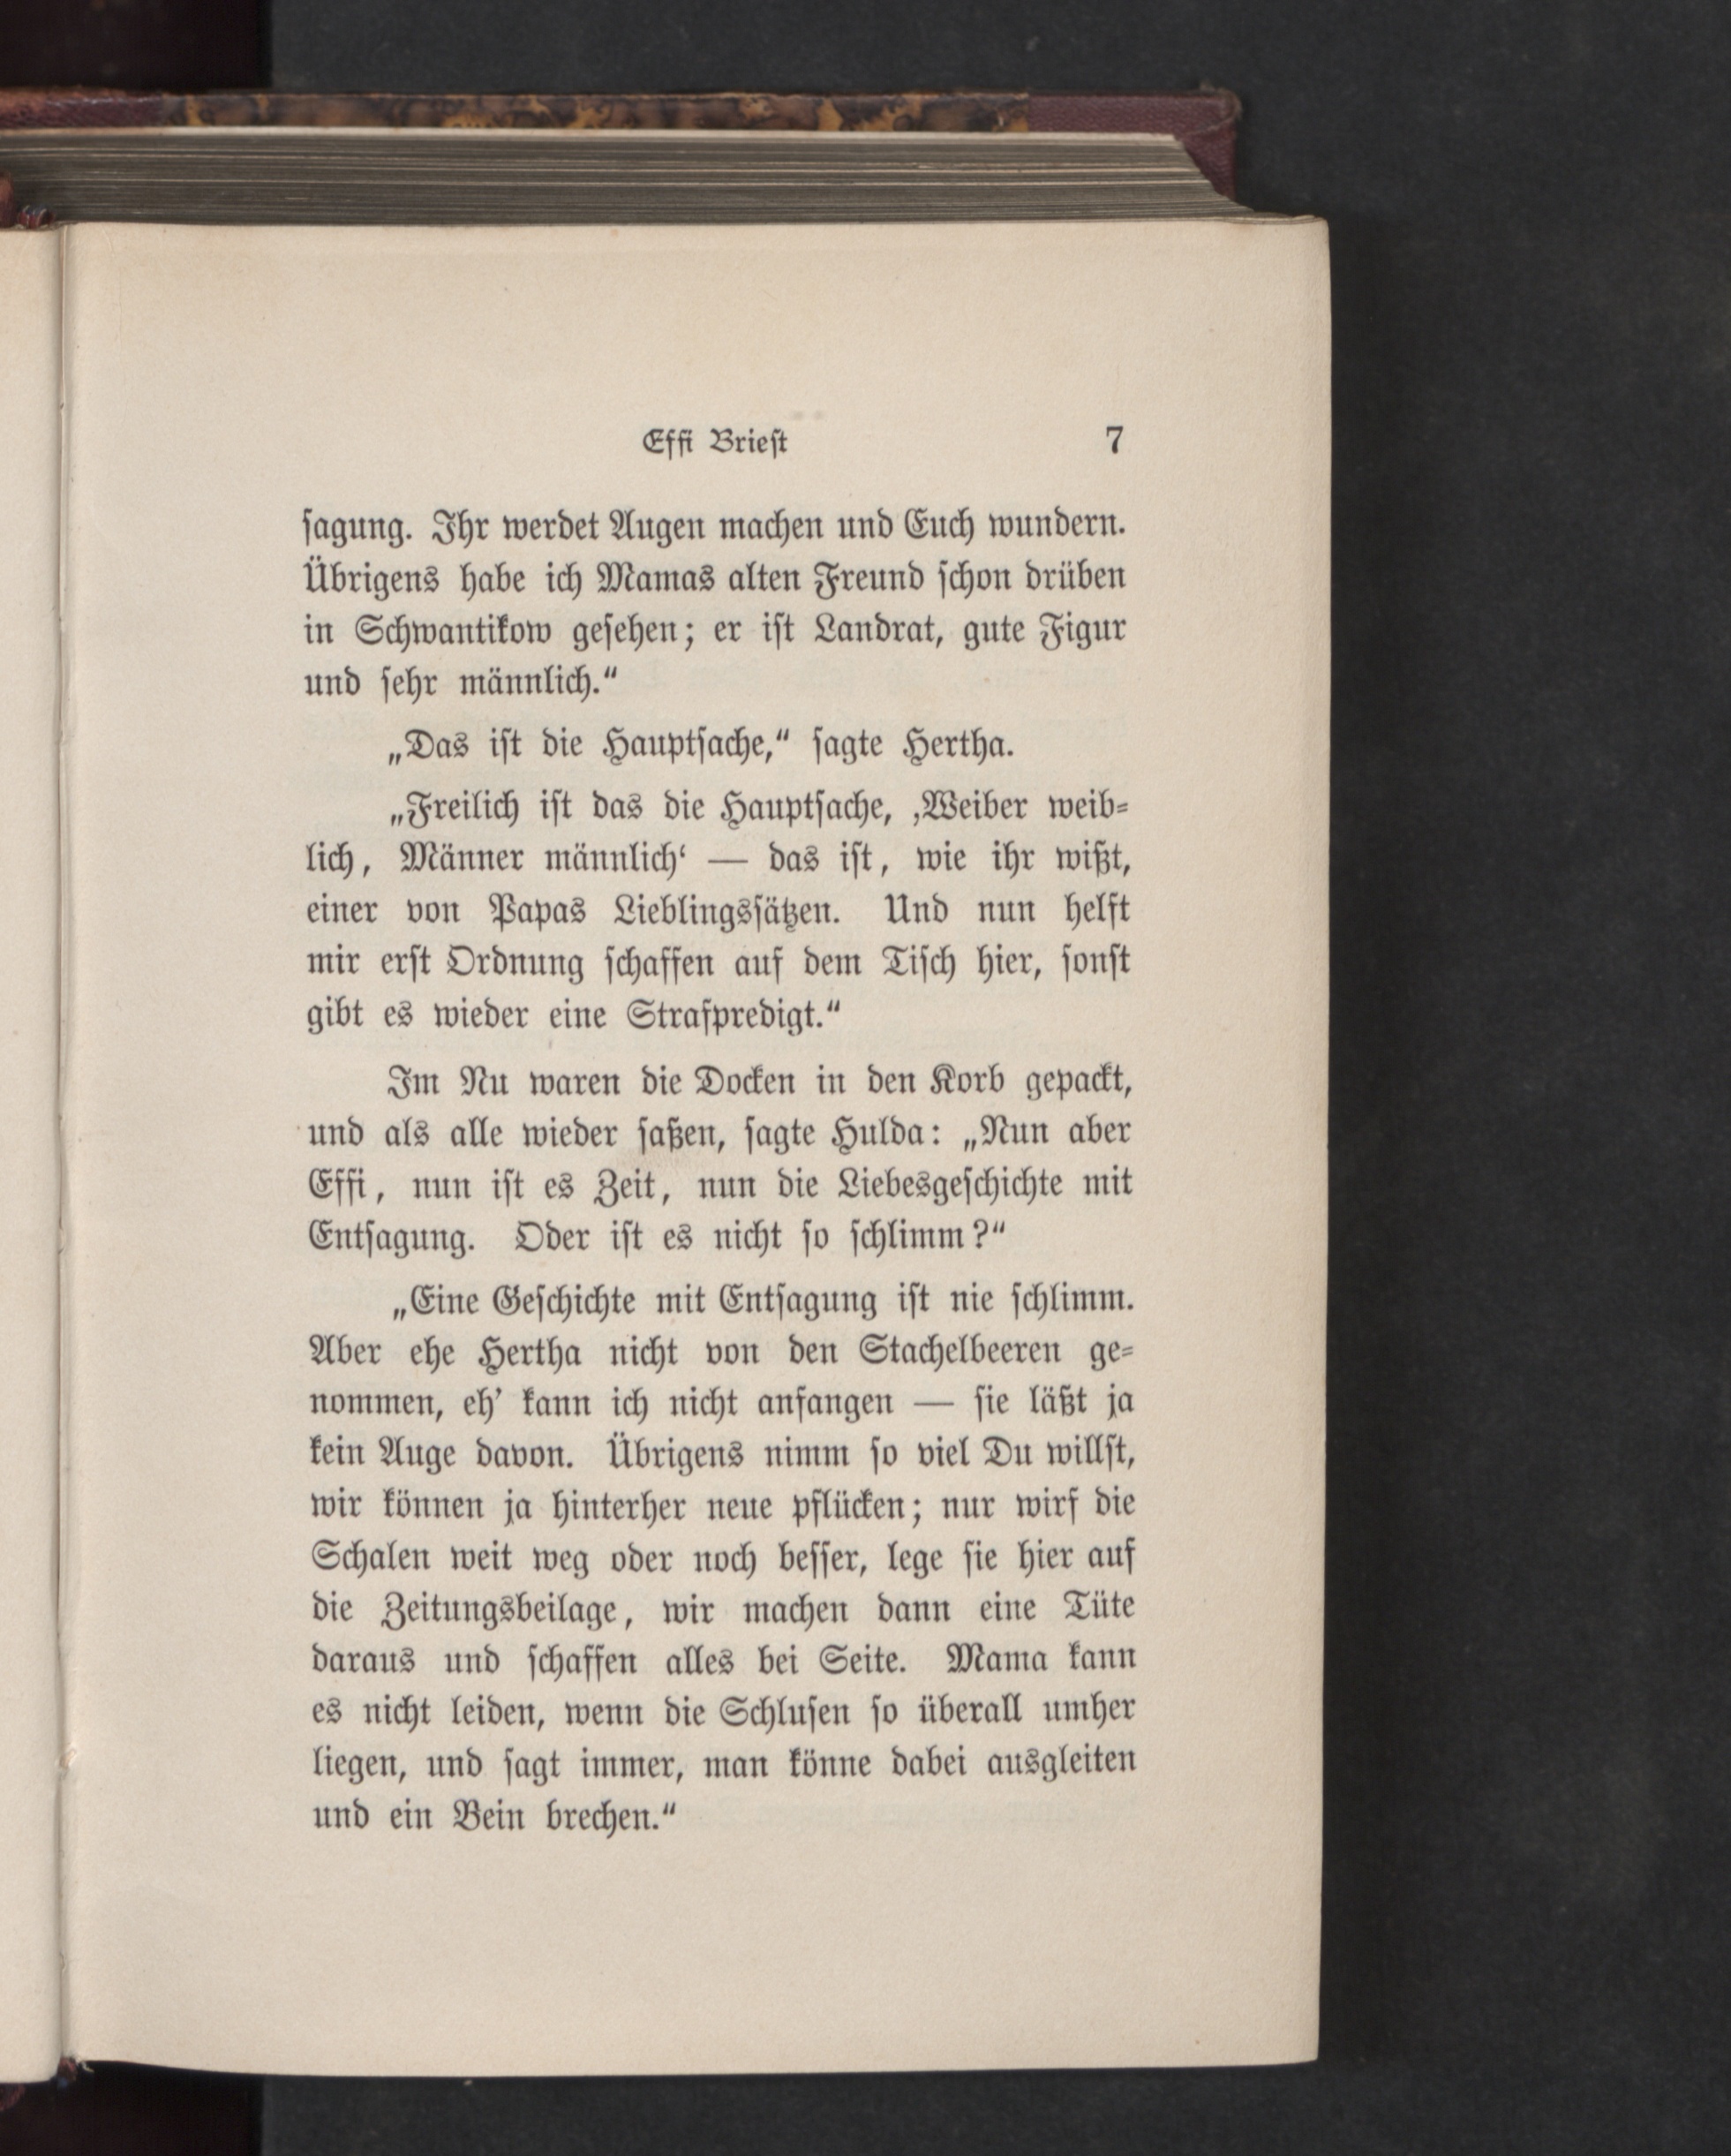 Effi Briest 7
sagung. Ihr werdet Augen machen und Euch wundern.
Übrigens habe ich Mamas alten Freund schon drüben
in Schwantikow gesehen; er ist Landrat, gute Figur
und sehr männlich.“
„Das ist die Hauptsache,“ sagte Hertha.
„Freilich ist das die Hauptsache, ‚Weiber weib-
lich, Männer männlich‘ — das ist, wie ihr wißt,
einer von Papas Lieblingssätzen. Und nun helft
mir erst Ordnung schaffen auf dem Tisch hier, sonst
gibt es wieder eine Strafpredigt.“
Im Nu waren die Docken in den Korb gepackt,
und als alle wieder saßen, sagte Hulda: „Nun aber
Effi, nun ist es Zeit, nun die Liebesgeschichte mit
Entsagung. Oder ist es nicht so schlimm?“
„Eine Geschichte mit Entsagung ist nie schlimm.
Aber ehe Hertha nicht von den Stachelbeeren ge-
nommen, eh’ kann ich nicht anfangen — sie läßt ja
kein Auge davon. Übrigens nimm so viel Du willst,
wir können ja hinterher neue pflücken; nur wirf die
Schalen weit weg oder noch besser, lege sie hier auf
die Zeitungsbeilage, wir machen dann eine Tüte
daraus und schaffen alles bei Seite. Mama kann
es nicht leiden, wenn die Schlusen so überall umher
liegen, und sagt immer, man könne dabei ausgleiten
und ein Bein brechen.“